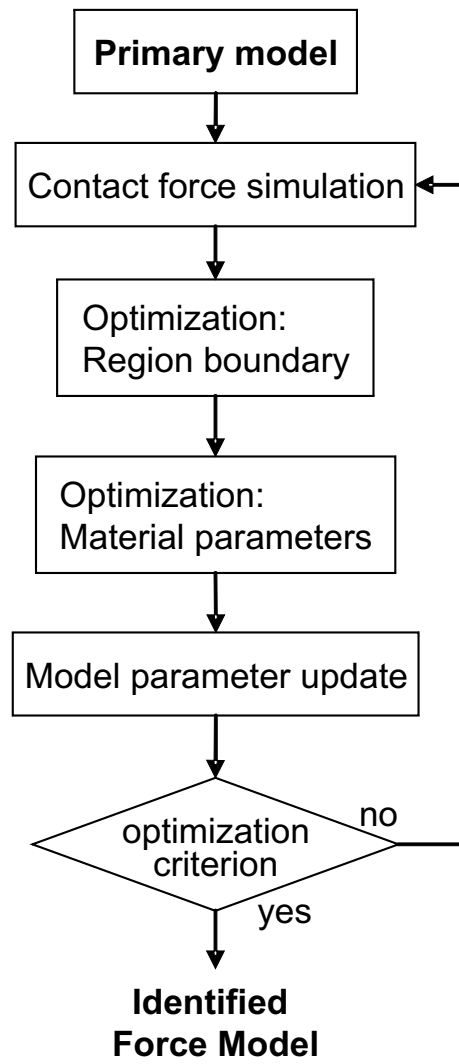 Primary model
Contact force simulation
Optimization:
Region boundary
Optimization:
Material parameters
Model parameter update
optimization
criterion
no
yes
Identified
Force Model